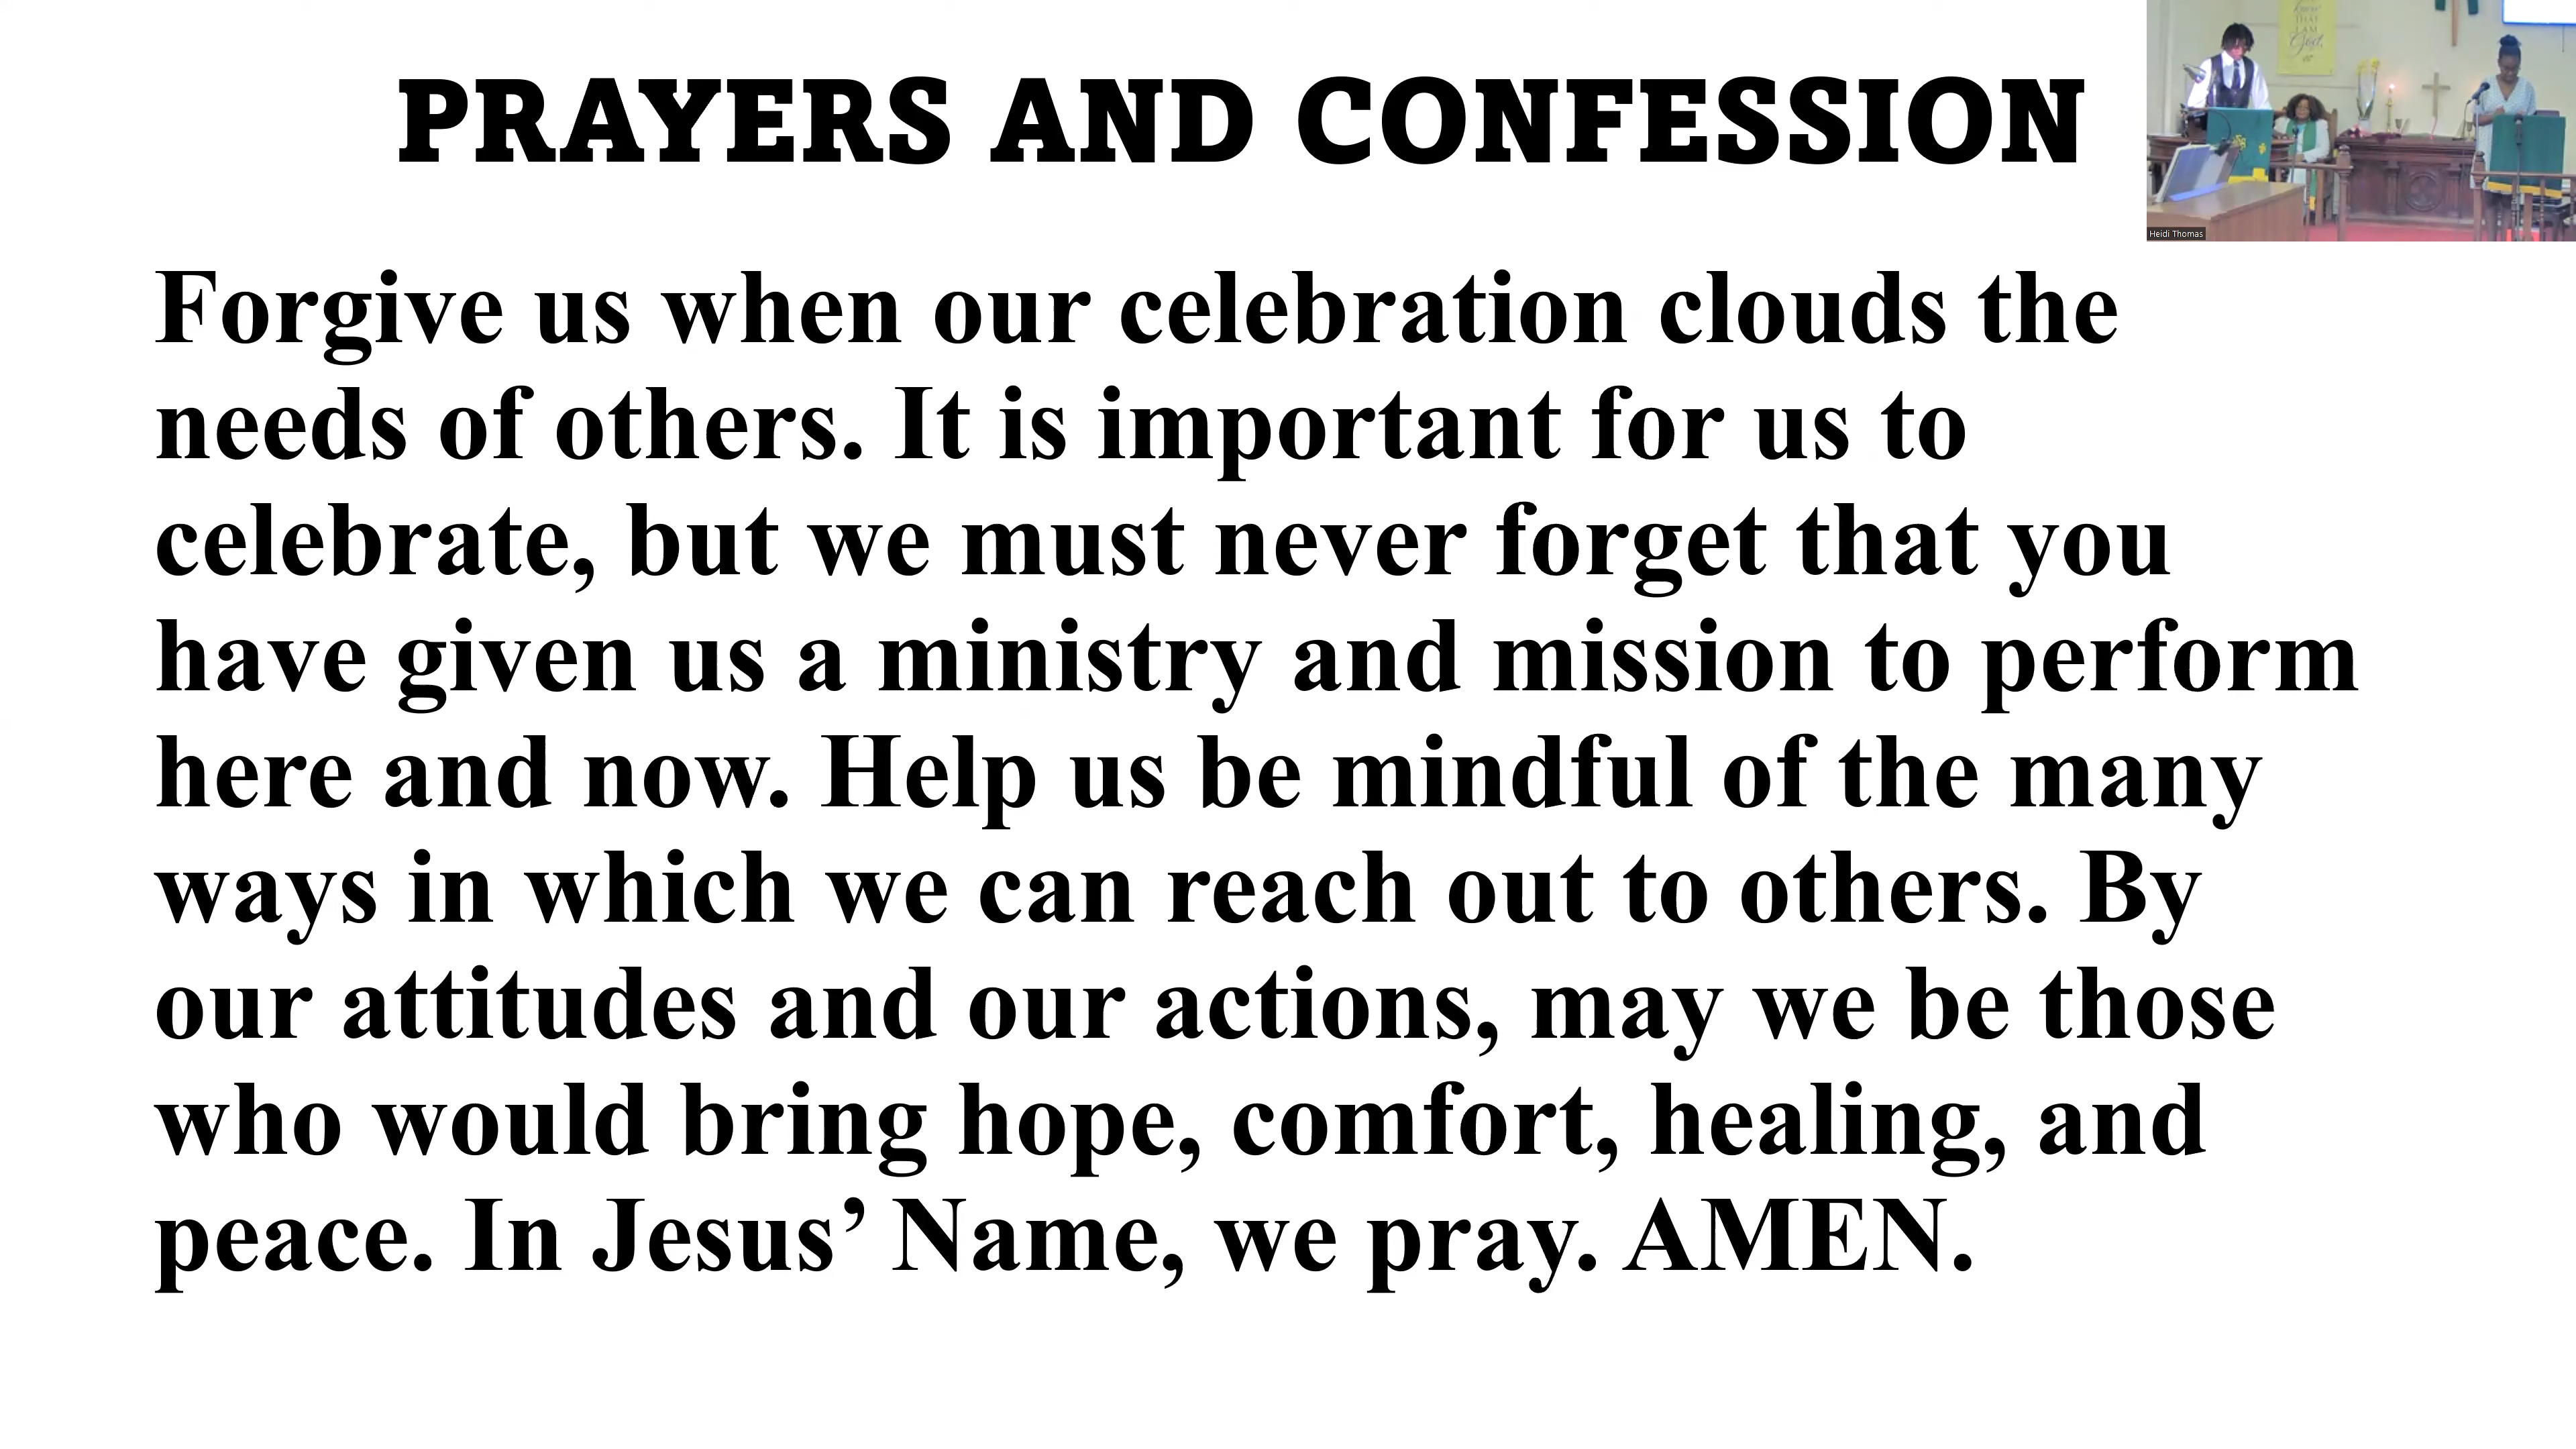 PRAYERS AND CONFESSION
Forgive us when our celebration clouds the
needs of others. It is important for us to
celebrate, but we must never forget that you
have given us a ministry and mission to perform
here and now. Help us be mindful of the many
ways in which we can reach out to others. By
our attitudes and our actions, may we be those
who would bring hope, comfort, healing, and
peace. In Jesus’ Name, we pray. AMEN.
know
THAT
I AM
God
Heidi Thomas